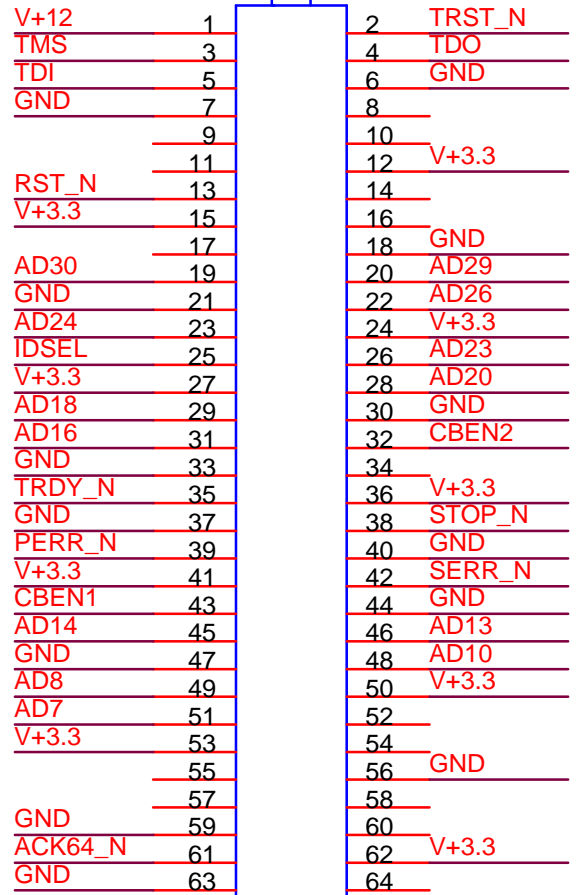 V+12 1 2 TRST_N
TMS 3 4 TDO
TDI 5 6 GND
GND 7 8
9 10
11 12 V+3.3
RST_N 13 14
V+3.3 15 16
17 18 GND
AD30 19 20 AD29
GND 21 22 AD26
AD24 23 24 V+3.3
IDSEL 25 26 AD23
V+3.3 27 28 AD20
AD18 29 30 GND
AD16 31 32 CBEN2
GND 33 34
TRDY_N 35 36 V+3.3
GND 37 38 STOP_N
PERR_N 39 40 GND
V+3.3 41 42 SERR_N
CBEN1 43 44 GND
AD14 45 46 AD13
GND 47 48 AD10
AD8 49 50 V+3.3
AD7 51 52
V+3.3 53 54
55 56 GND
57 58
GND 59 60
ACK64_N 61 62 V+3.3
GND 63 64